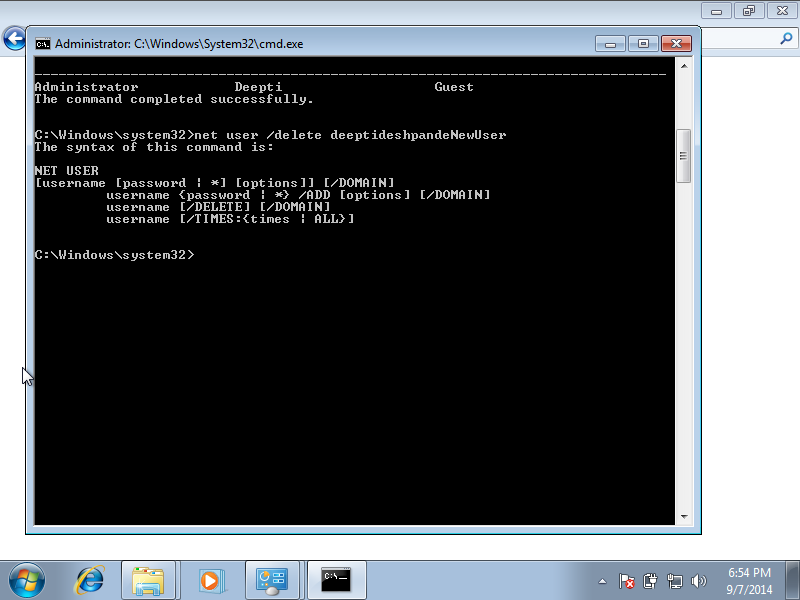 Administrator: C:\Windows\System32\cmd.exe
-------------------------------------------------------------------------------
Administrator Deepti Guest
The command completed successfully.
C:\Windows\system32>net user /delete deeptideshpandeNewUser
The syntax of this command is:
NET USER
[username [password | *] [options]] [/DOMAIN]
username {password | *} /ADD [options] [/DOMAIN]
username [/DELETE] [/DOMAIN]
username [/TIMES:{times | ALL}]
C:\Windows\system32>
C:\
6:54 PM
9/7/2014